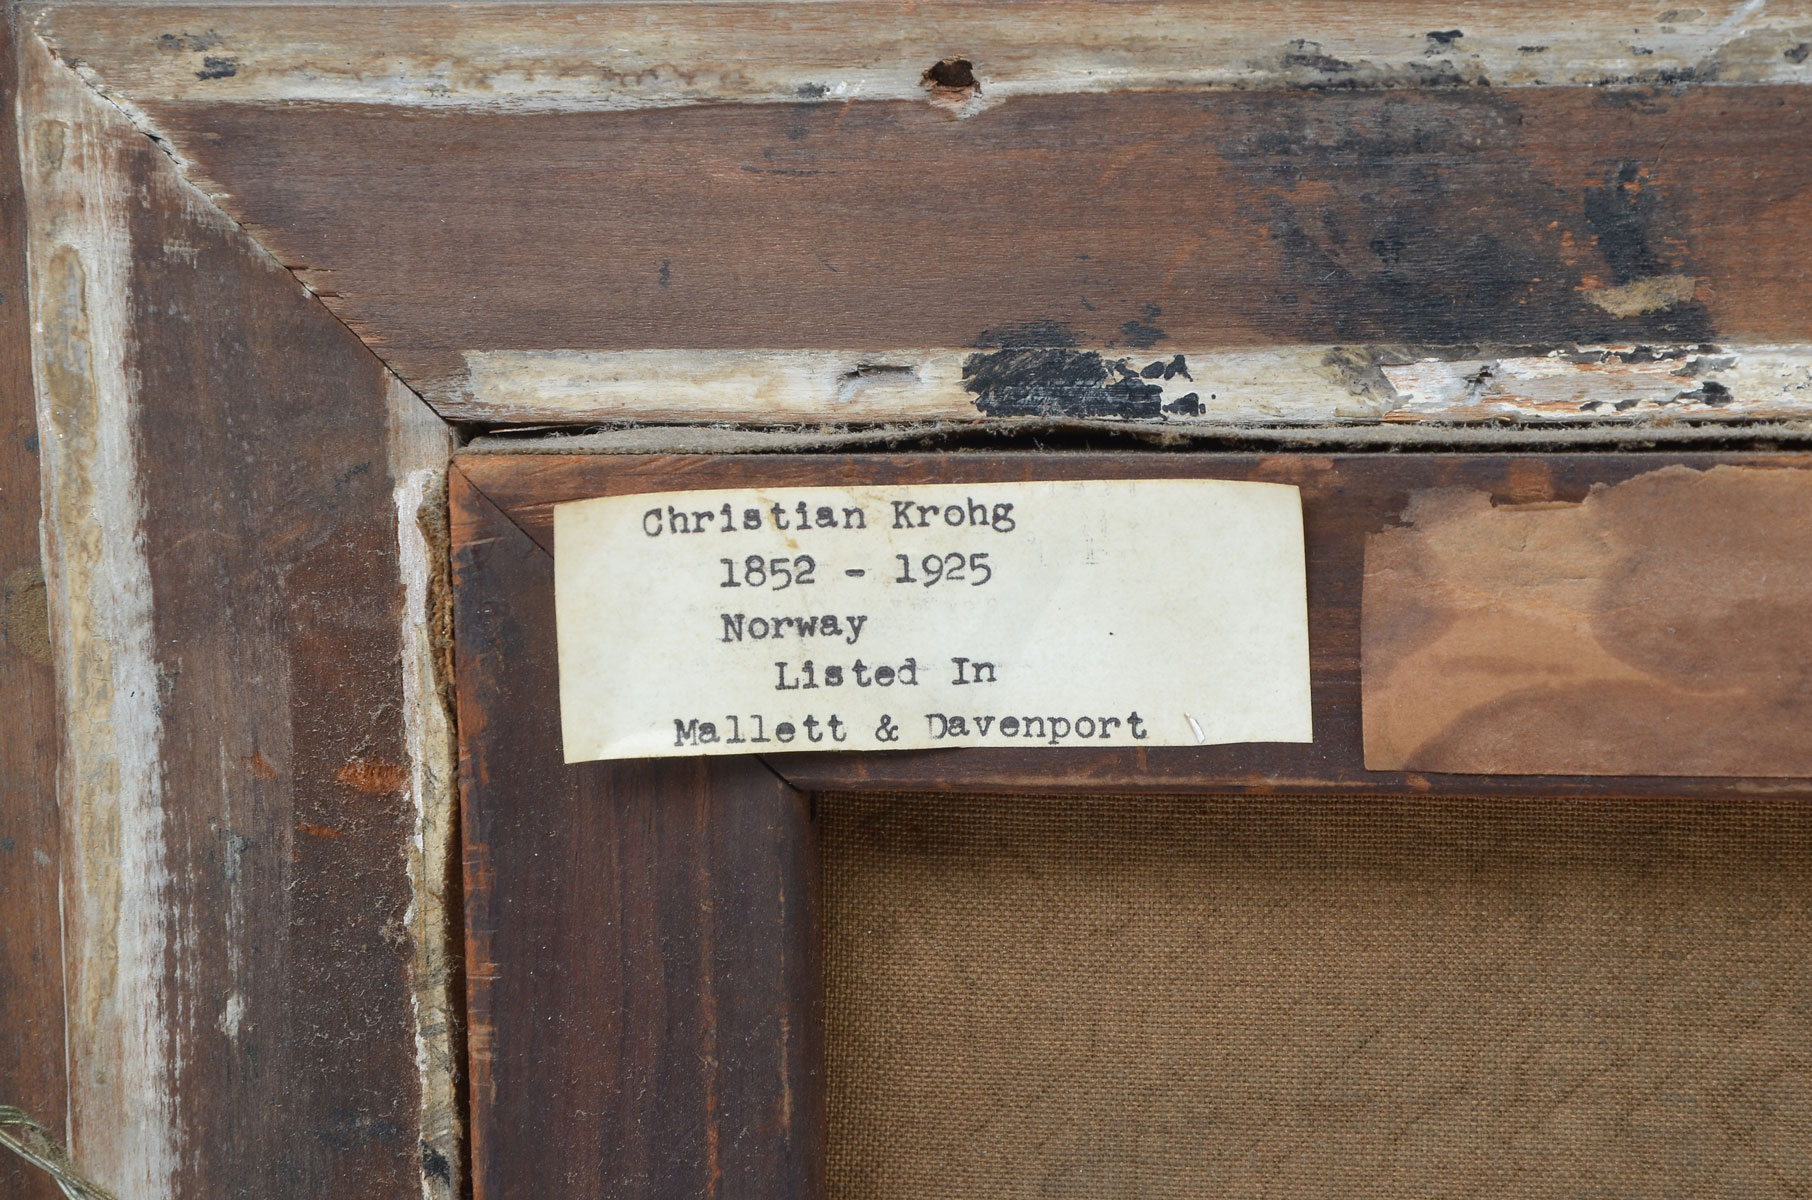 Christian Krohg
1852 - 1925
Norway
Listed In
Mallett & Davenport